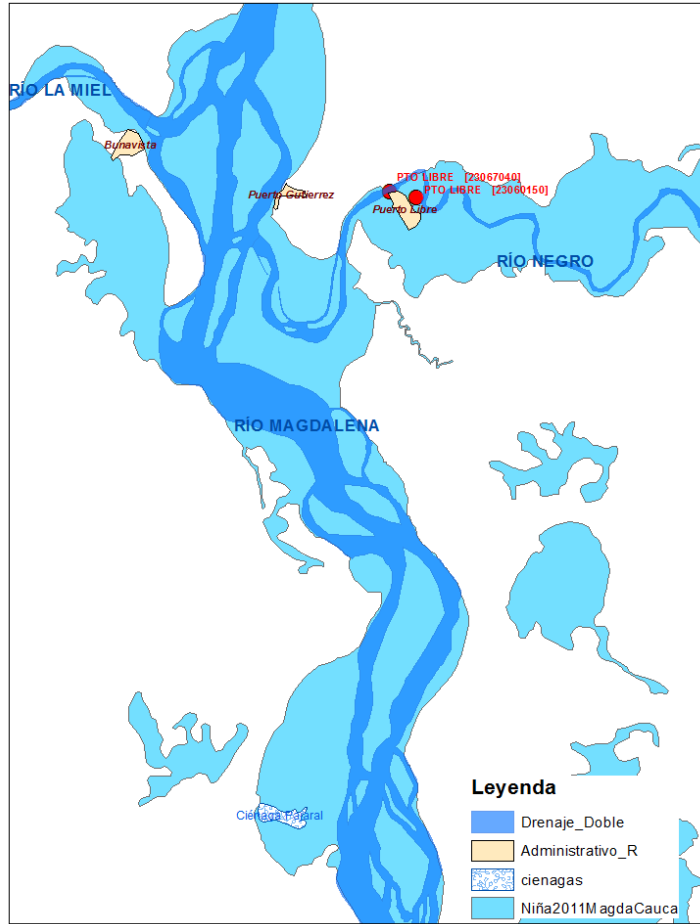 RÍO LA MIEL
Bunavista
PTO LIBRE [23067040]
Puerto Gutierrez
PTO LIBRE [23060150]
Puerto Libre
RÍO NEGRO
RÍO MAGDALENA
Ciénaga Pajaral
Leyenda
Drenaje_Doble
Administrativo_R
cienagas
Niña2011MagdaCauca